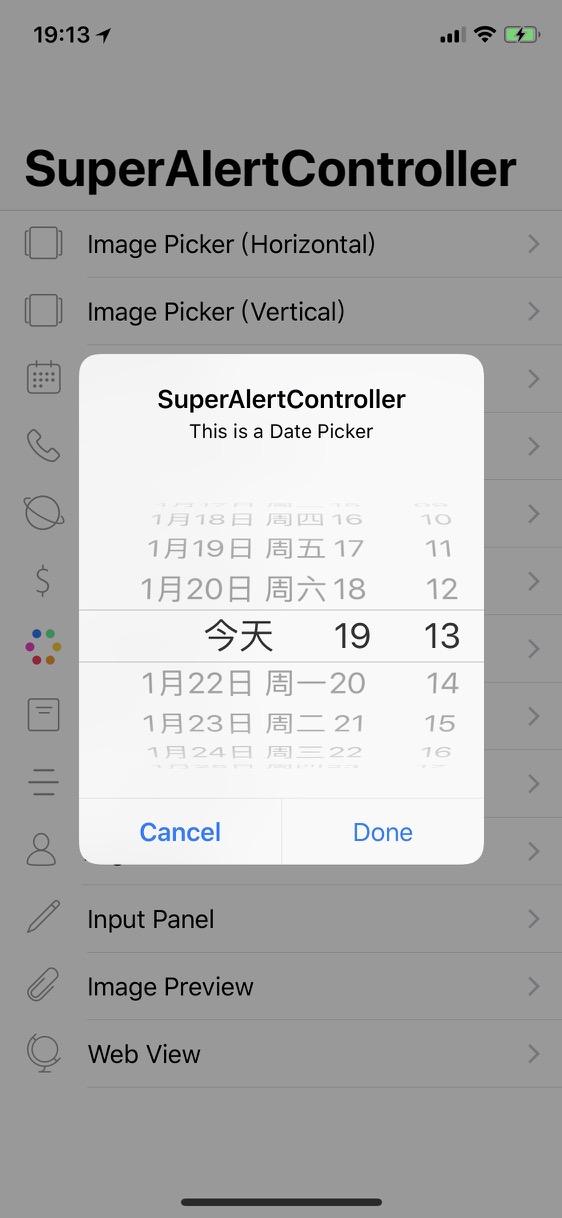 19:13
SuperAlertController
Image Picker (Horizontal)
Image Picker (Vertical)
SuperAlertController
This is a Date Picker
1月18日 周四 16 10
1月19日 周五 17 11
1月20日 周六 18 12
今天 19 13
1月22日 周一 20 14
1月23日 周二 21 15
1月24日 周三 22 16
Cancel Done
Input Panel
Image Preview
Web View